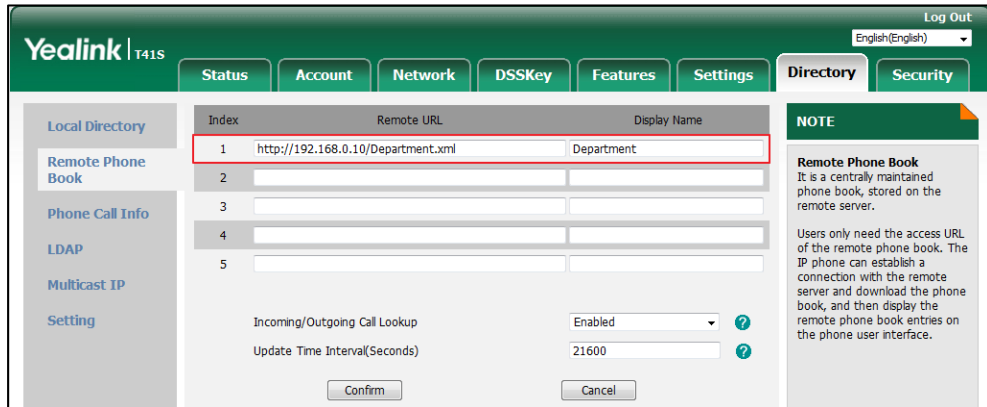 Log Out
Yealink T41S
English(English)
Status Account Network DSSKey Features Settings Directory Security
Local Directory
Remote Phone
Book
Phone Call Info
LDAP
Multicast IP
Setting
Index Remote URL Display Name
1 http://192.168.0.10/Department.xml Department
2
3
4
5
Incoming/Outgoing Call Lookup Enabled ?
Update Time Interval(Seconds) 21600 ?
Confirm Cancel
NOTE
Remote Phone Book
It is a centrally maintained
phone book, stored on the
remote server.
Users only need the access URL
of the remote phone book. The
IP phone can establish a
connection with the remote
server and download the phone
book, and then display the
remote phone book entries on
the phone user interface.